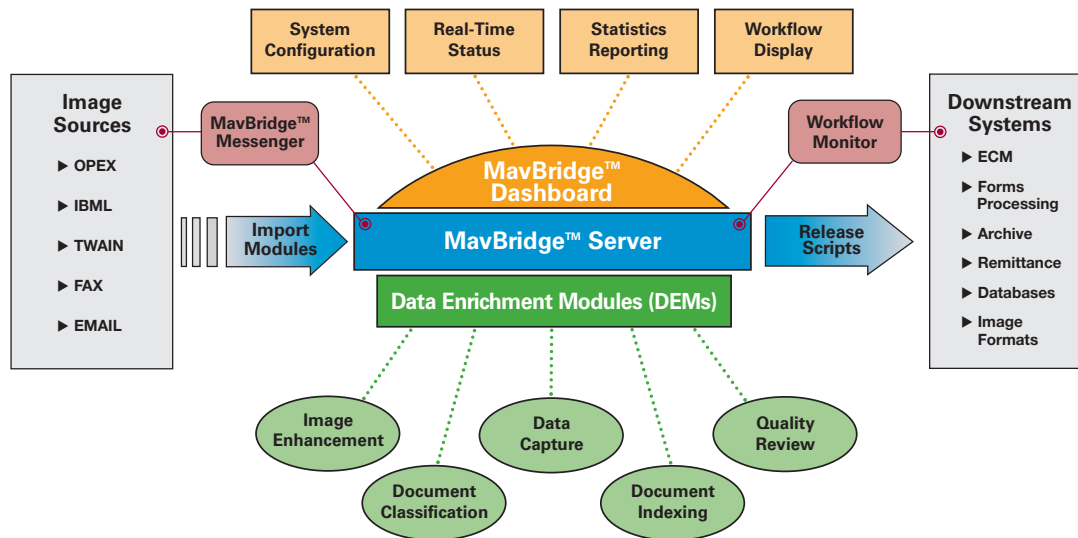 System
Configuration
Real-Time
Status
Statistics
Reporting
Workflow
Display
Image
Sources
▶ OPEX
▶ IBML
▶ TWAIN
▶ FAX
▶ EMAIL
MavBridge™
Messenger
Workflow
Monitor
Downstream
Systems
▶ ECM
▶ Forms
Processing
▶ Archive
▶ Remittance
▶ Databases
▶ Image
Formats
MavBridge™
Dashboard
Import
Modules
MavBridge™ Server
Release
Scripts
Data Enrichment Modules (DEMs)
Image
Enhancement
Data
Capture
Quality
Review
Document
Classification
Document
Indexing